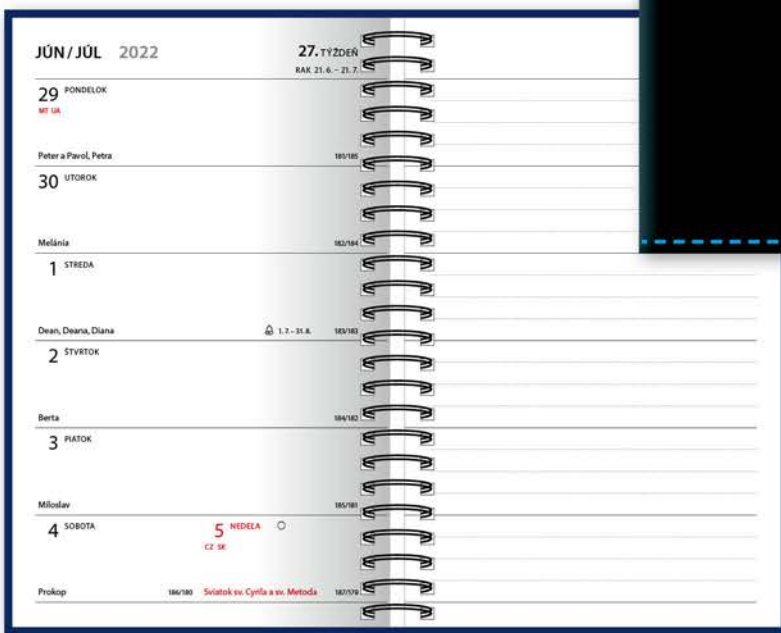 JÚN/JÚL 2022
27. TÝŽDEŇ
RAK 21. 6. – 21. 7.
29 PONDELOK
MT UA
Peter a Pavol, Petra 181/185
30 UTOROK
Melánia 182/184
1 STREDA
Dean, Deana, Diana 1. 7. – 31. 8. 183/183
2 ŠTVRTOK
Berta 184/182
3 PIATOK
Miloslav 185/181
4 SOBOTA
5 NEDEĽA
CZ SK
Prokop 186/180 Sviatok sv. Cyrila a sv. Metoda 187/179